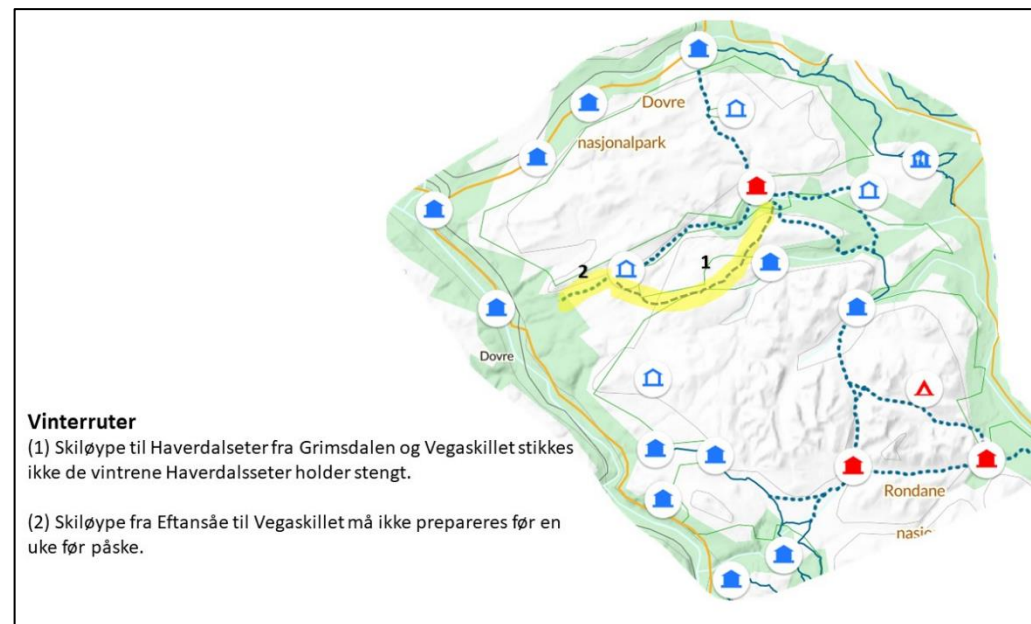 Dovre
nasjonalpark
1
2
Dovre
Vinterruter
(1) Skiløype til Haverdalseter fra Grimsdalen og Vegaskillet stikkes
ikke de vintrene Haverdalsseter holder stengt.
(2) Skiløype fra Eftansåe til Vegaskillet må ikke prepareres før en
uke før påske.
Rondane
nasjo